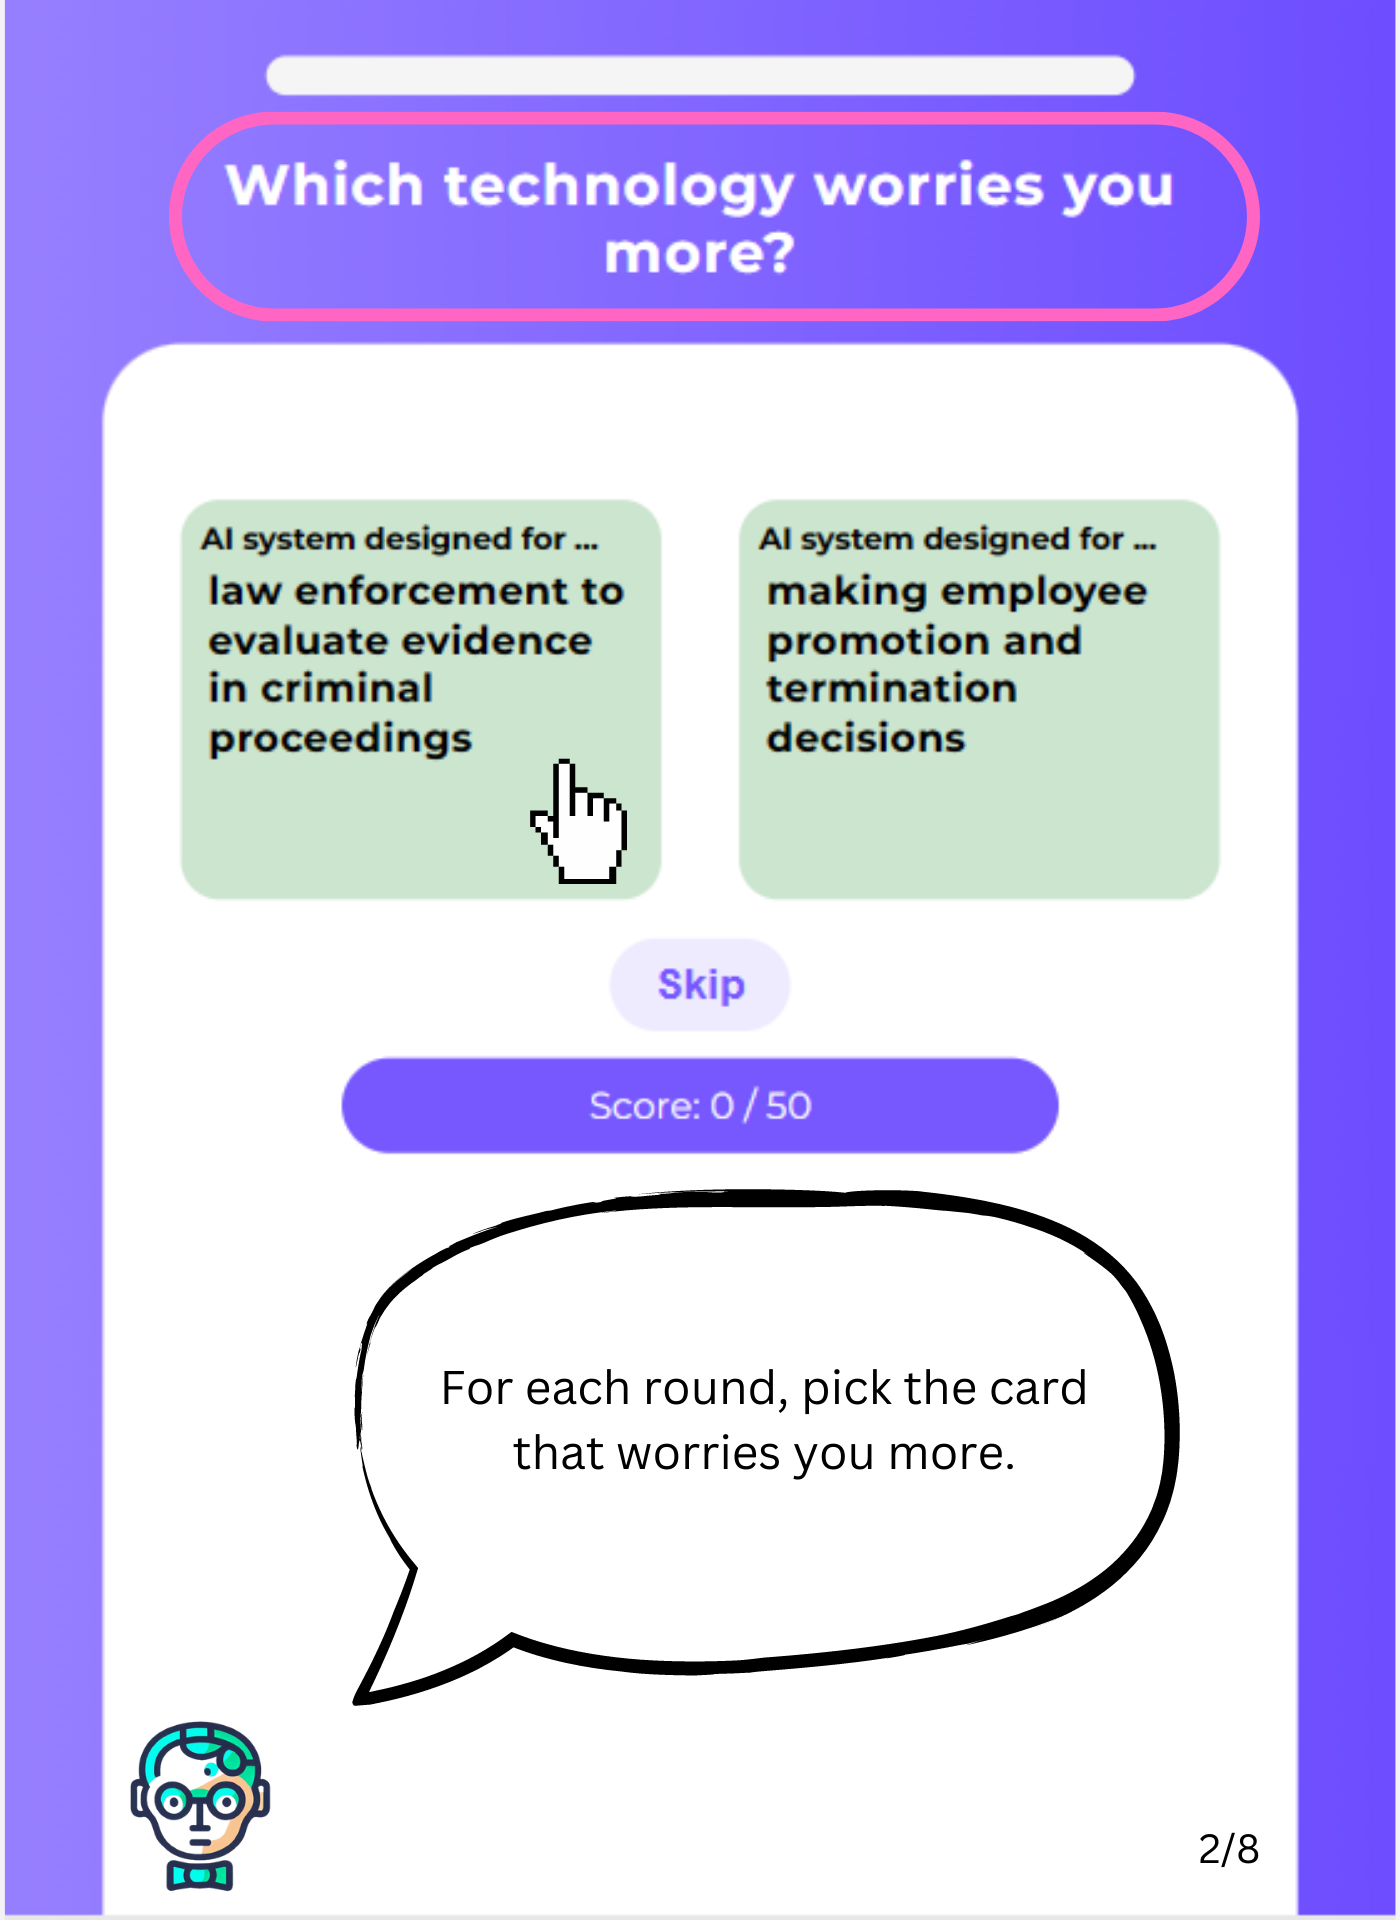 Which technology worries you
more?
AI system designed for ...
law enforcement to
evaluate evidence
in criminal
proceedings
AI system designed for ...
making employee
promotion and
termination
decisions
Skip
Score: 0 / 50
For each round, pick the card
that worries you more.
2/8